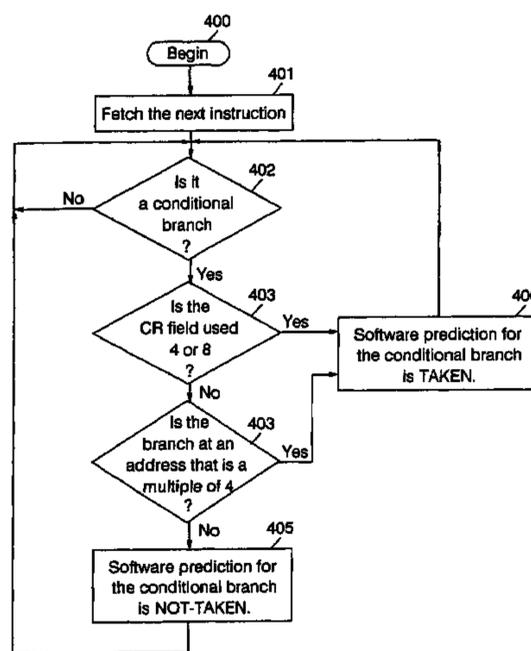 400
Begin
401
Fetch the next instruction
402
Is it
a conditional
branch
?
No
Yes
403
Is the
CR field used
4 or 8
?
Yes
No
Software prediction for
the conditional branch
is TAKEN.
403
Is the
branch at an
address that is a
multiple of 4
?
Yes
No
405
Software prediction for
the conditional branch
is NOT-TAKEN.